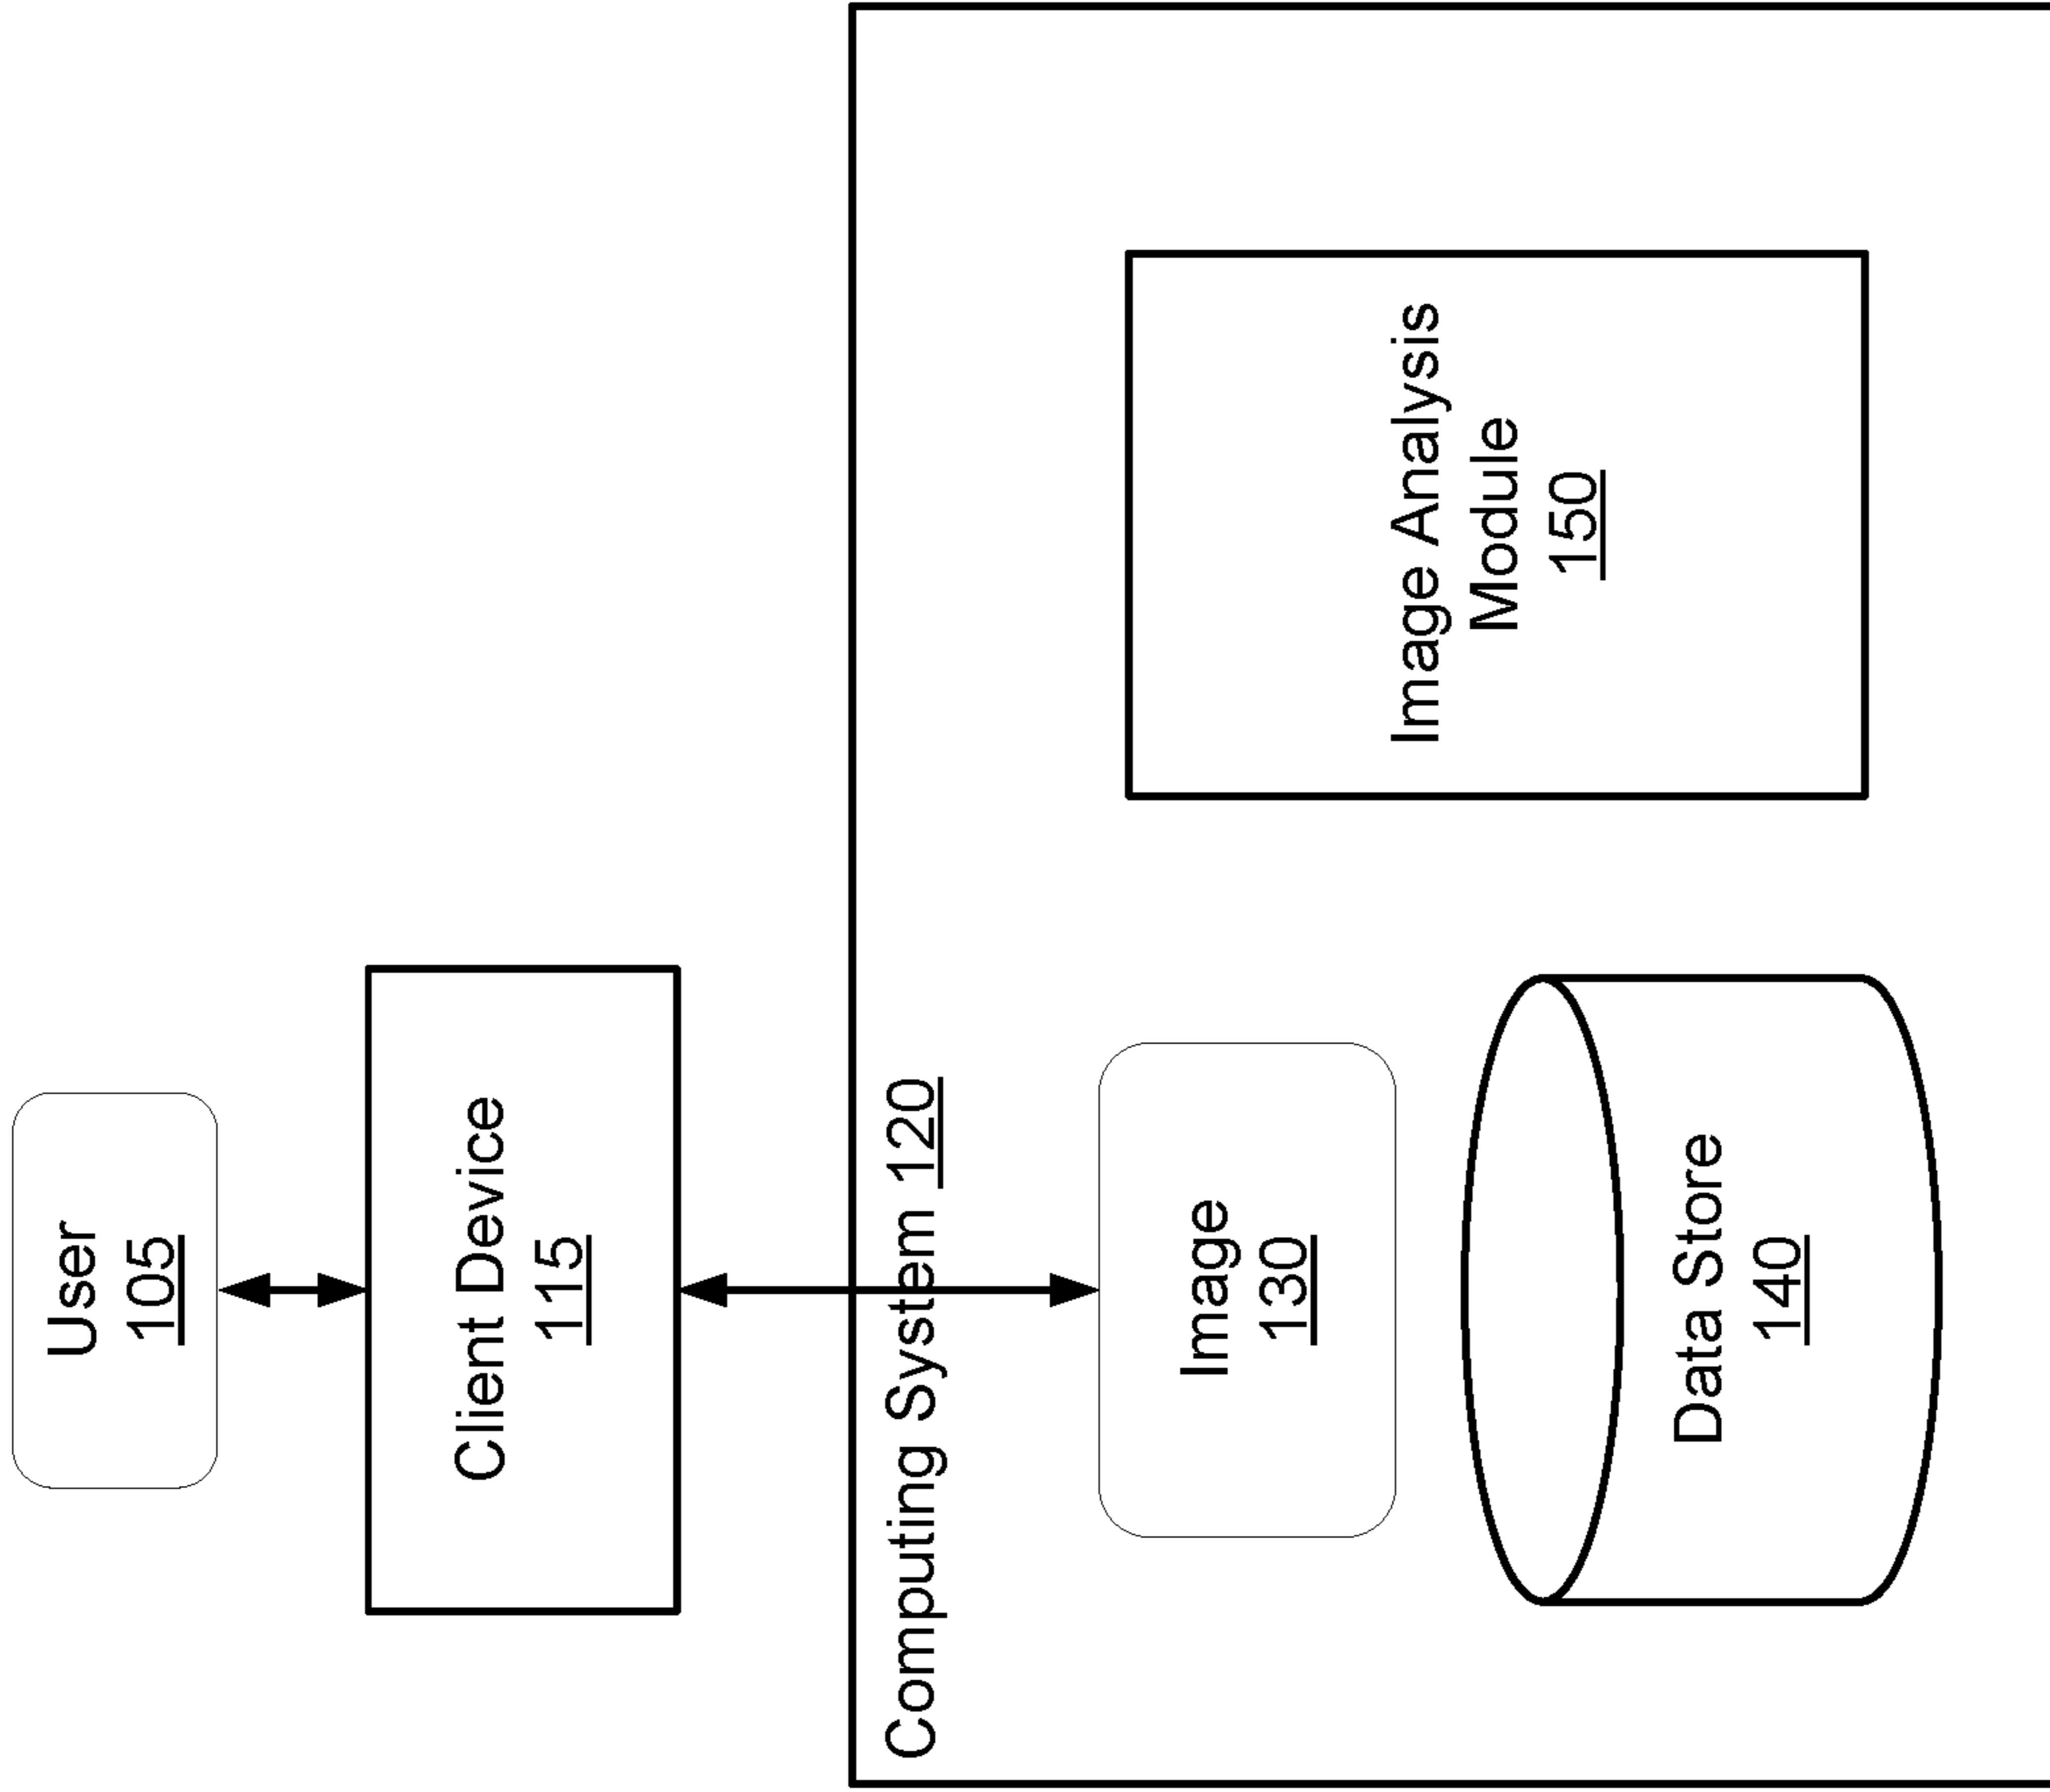 User
105
Client Device
115
Computing System 120
Image
130
Data Store
140
Image Analysis
Module
150